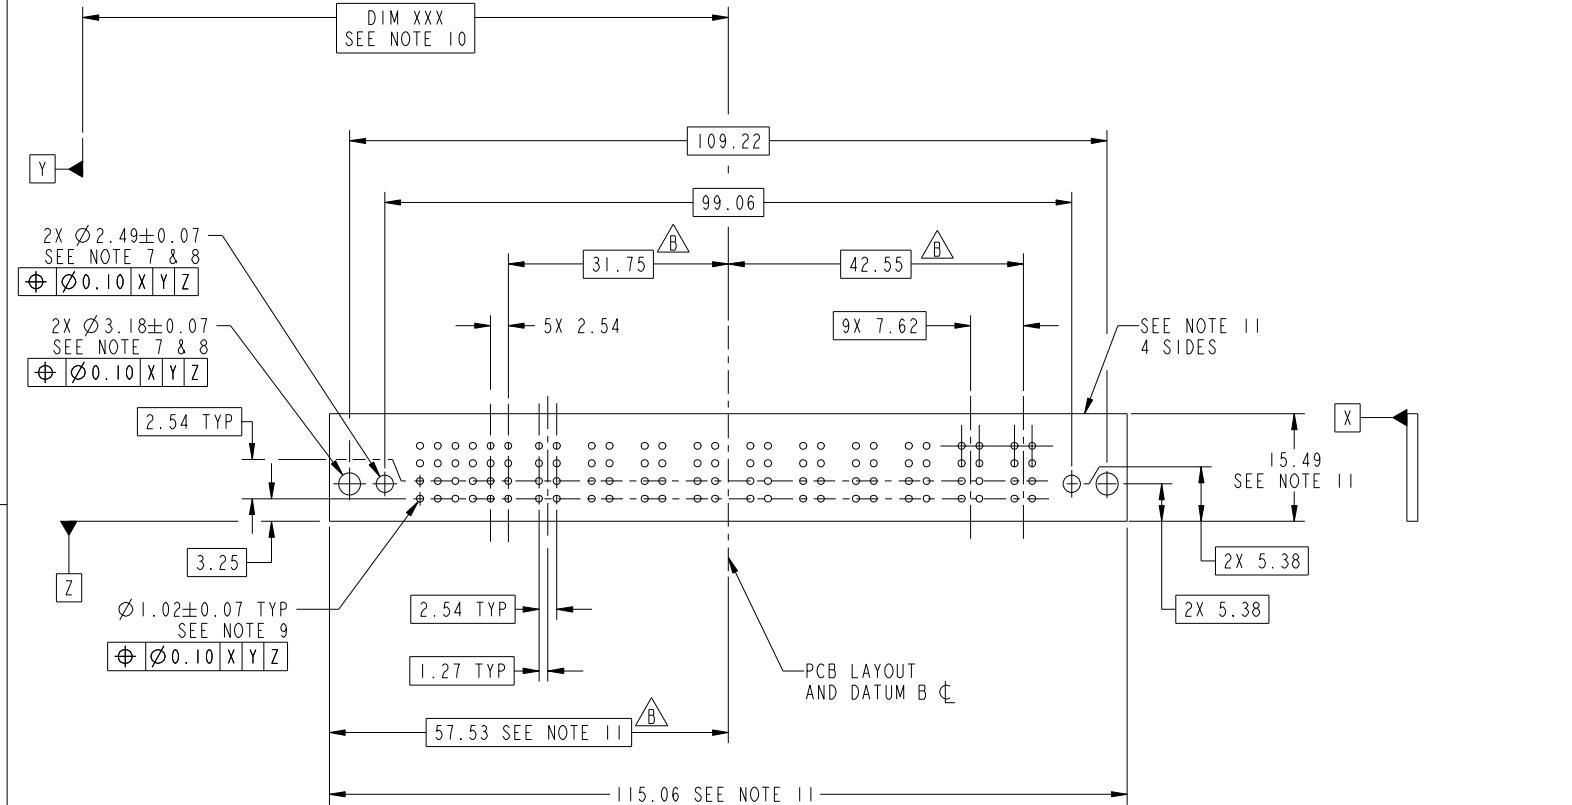 DIM XXX
SEE NOTE 10
109.22
Y
99.06
2X Ø2.49±0.07
SEE NOTE 7 & 8
⌖ Ø0.10 X Y Z
B
31.75
B
42.55
2X Ø3.18±0.07
SEE NOTE 7 & 8
⌖ Ø0.10 X Y Z
5X 2.54
9X 7.62
SEE NOTE 11
4 SIDES
2.54 TYP
X
15.49
SEE NOTE 11
3.25
2X 5.38
Z
Ø1.02±0.07 TYP
SEE NOTE 9
⌖ Ø0.10 X Y Z
2.54 TYP
2X 5.38
1.27 TYP
PCB LAYOUT
AND DATUM B ℄
B
57.53 SEE NOTE 11
115.06 SEE NOTE 11